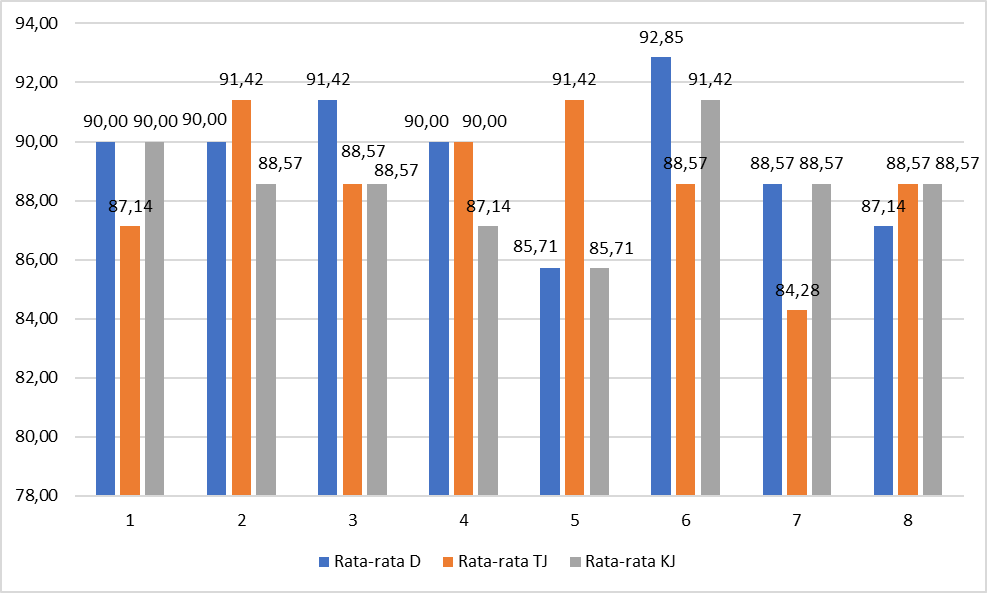 94,00
92,00
90,00
88,00
86,00
84,00
82,00
80,00
78,00
90,00 87,14 90,00
90,00 91,42 88,57
91,42 88,57 88,57
90,00 90,00 87,14
85,71 91,42 85,71
92,85 88,57 91,42
88,57 84,28 88,57
87,14 88,57 88,57
1 2 3 4 5 6 7 8
Rata-rata D Rata-rata TJ Rata-rata KJ